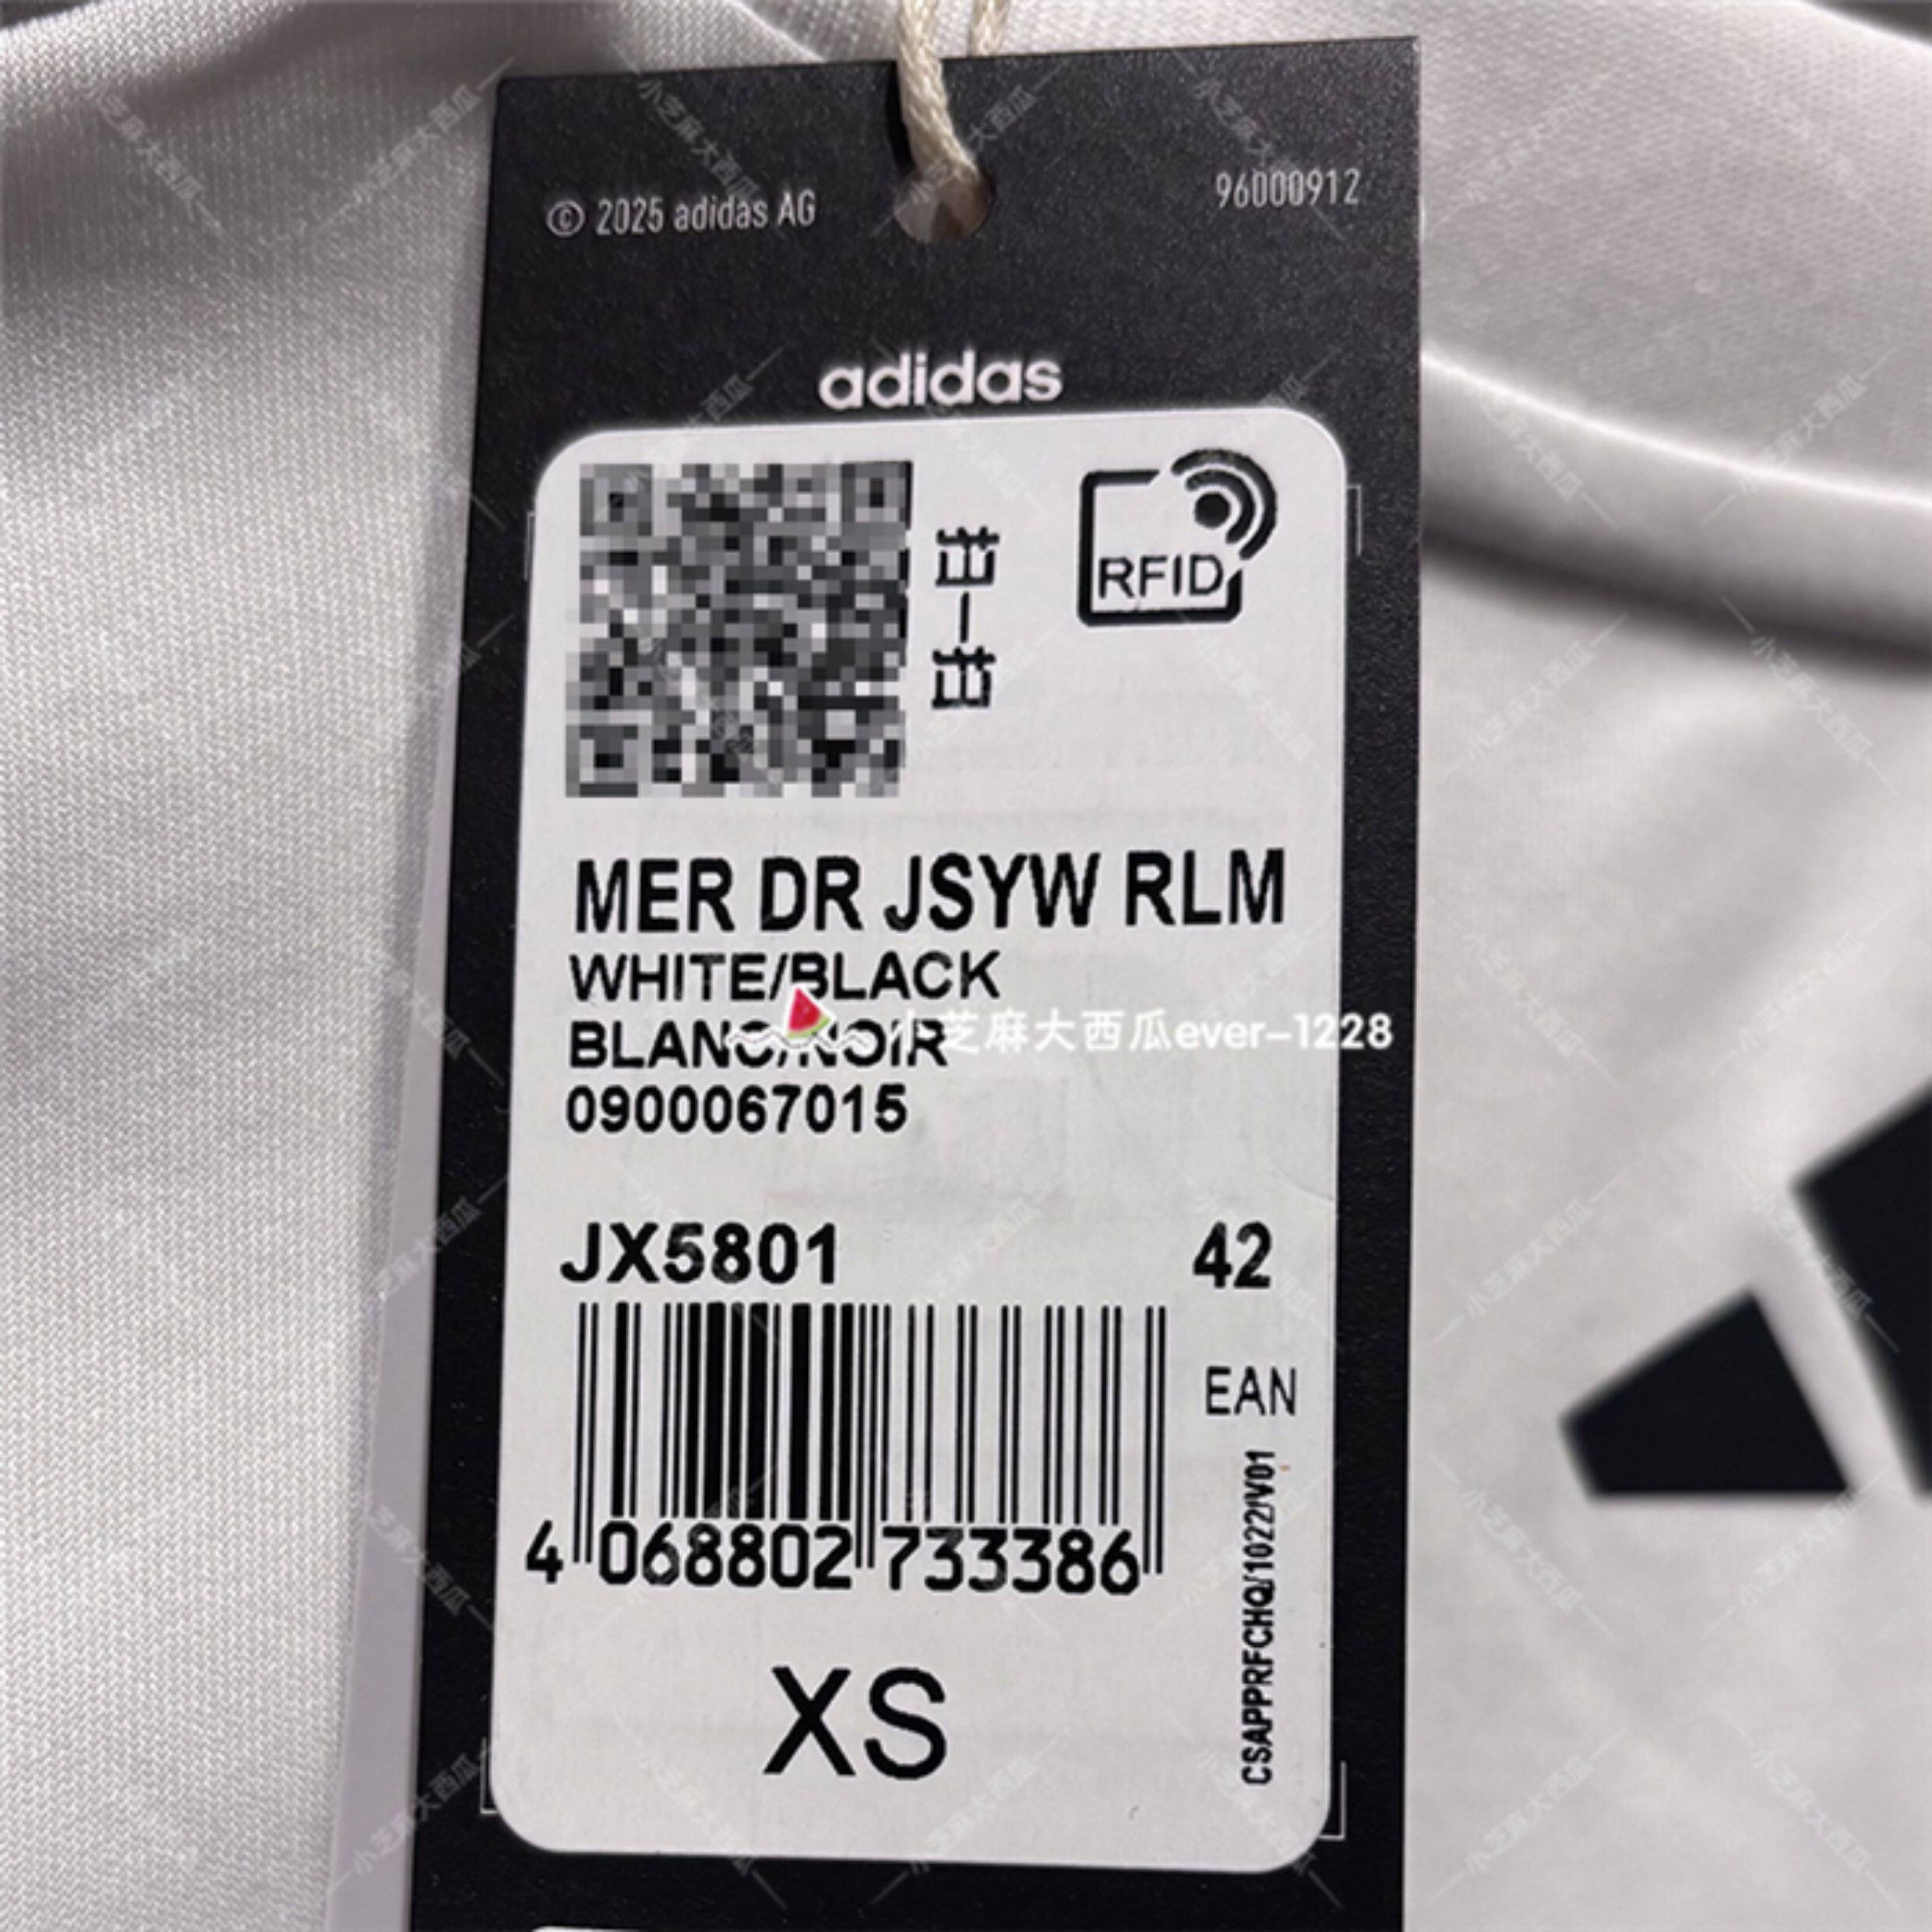 © 2025 adidas AG
96000912
adidas
RFID
MER DR JSYW RLM
WHITE/BLACK
BLANC/NOIR
小芝麻大西瓜ever-1228
0900067015
JX5801
42
EAN
4 068802 733386
CSAPPRFCHQ/1022/V01
XS